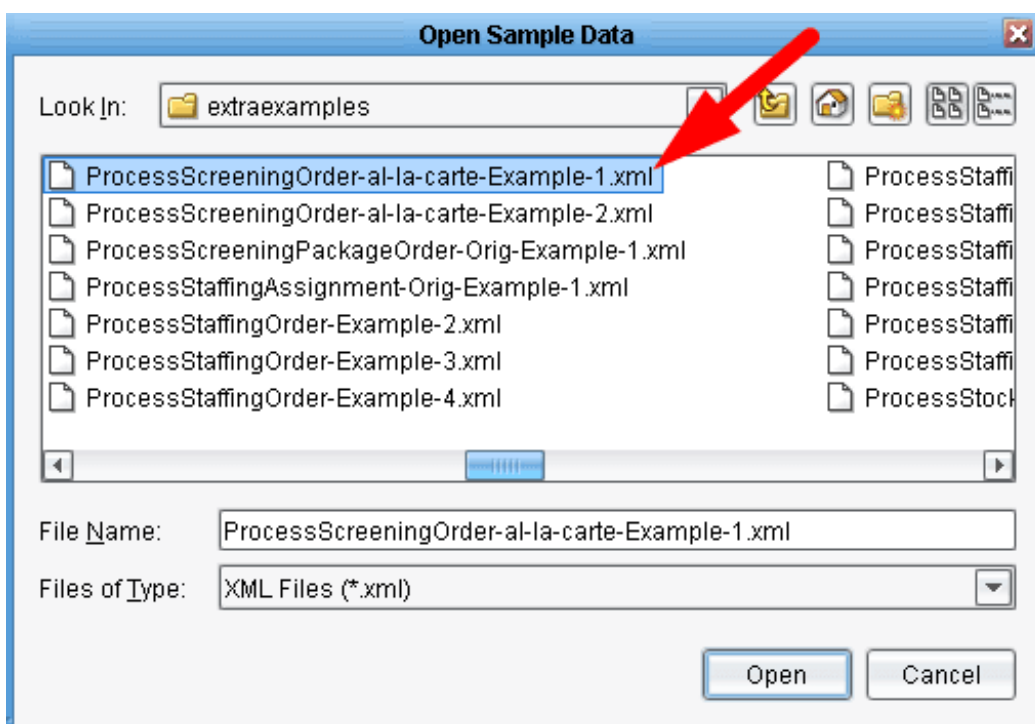 Open Sample Data
Look In: extraexamples
ProcessScreeningOrder-al-la-carte-Example-1.xml
ProcessScreeningOrder-al-la-carte-Example-2.xml
ProcessScreeningPackageOrder-Orig-Example-1.xml
ProcessStaffingAssignment-Orig-Example-1.xml
ProcessStaffingOrder-Example-2.xml
ProcessStaffingOrder-Example-3.xml
ProcessStaffingOrder-Example-4.xml
ProcessStaffi
ProcessStaffi
ProcessStaffi
ProcessStaffi
ProcessStaffi
ProcessStaffi
ProcessStock
File Name: ProcessScreeningOrder-al-la-carte-Example-1.xml
Files of Type: XML Files (*.xml)
Open Cancel